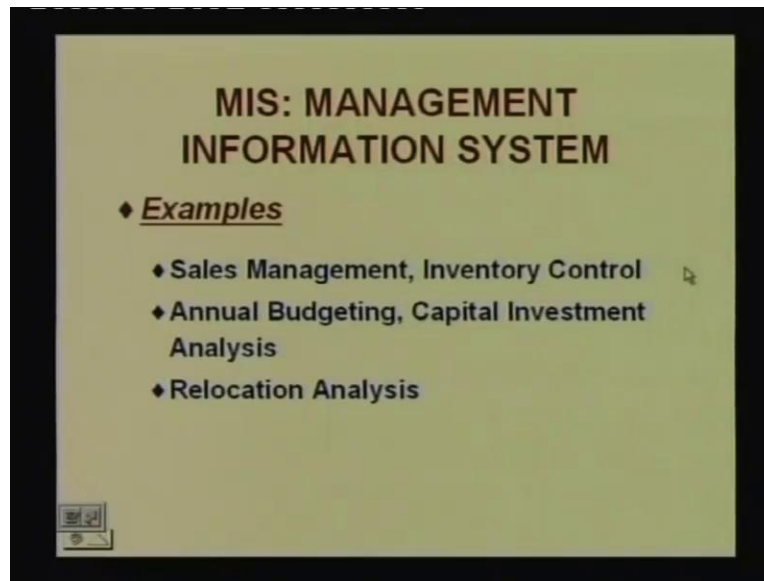 MIS: MANAGEMENT
INFORMATION SYSTEM
Examples
Sales Management, Inventory Control
Annual Budgeting, Capital Investment
Analysis
Relocation Analysis